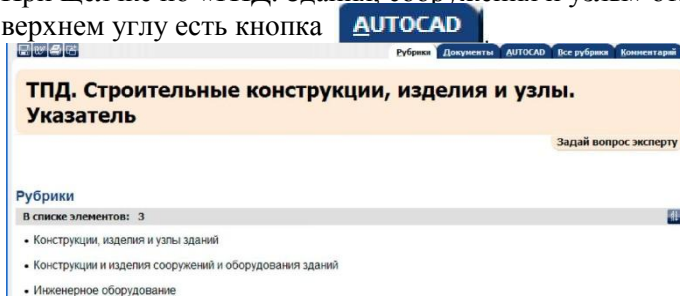 верхнем углу есть кнопка AUTOCAD.
Рубрики Документы AUTOCAD Все рубрики Комментарий
ТПД. Строительные конструкции, изделия и узлы.
Указатель
Задай вопрос эксперту
Рубрики
В списке элементов: 3
• Конструкции, изделия и узлы зданий
• Конструкции и изделия сооружений и оборудования зданий
• Инженерное оборудование